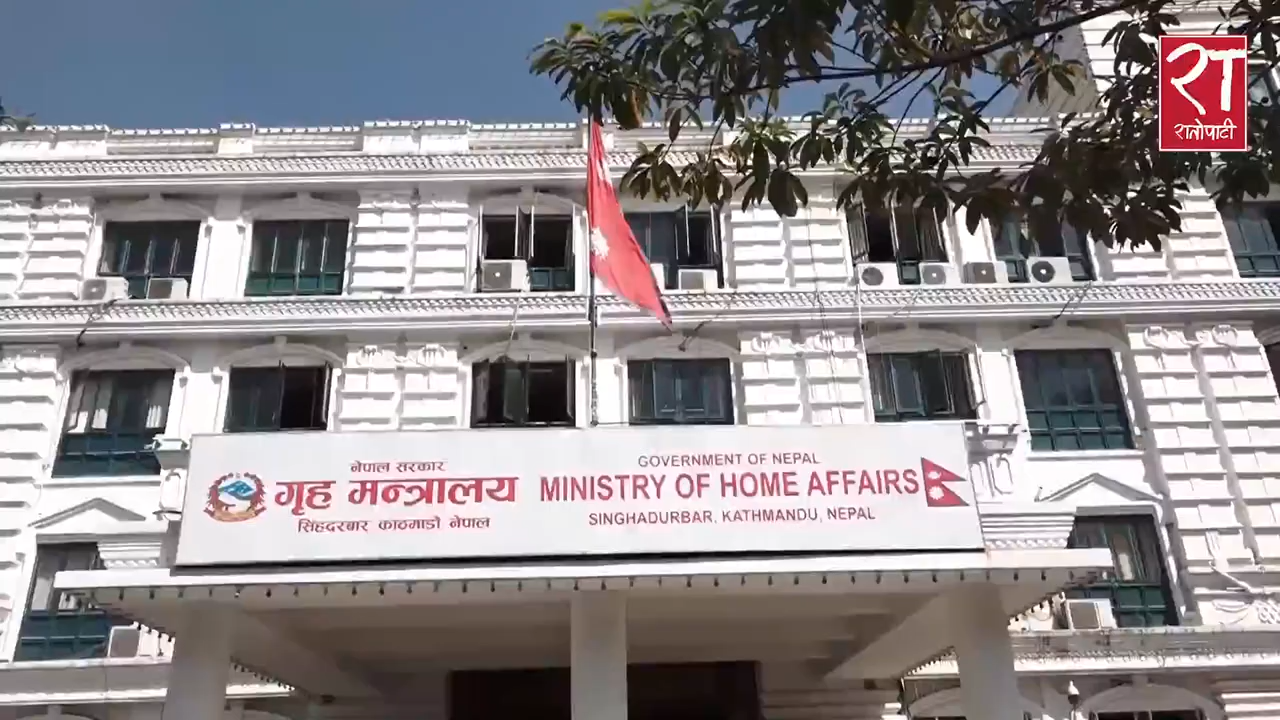 रा
रातोपाटी
नेपाल सरकार
गृह मन्त्रालय
सिंहदरबार काठमाडौं नेपाल
GOVERNMENT OF NEPAL
MINISTRY OF HOME AFFAIRS
SINGHADURBAR, KATHMANDU, NEPAL